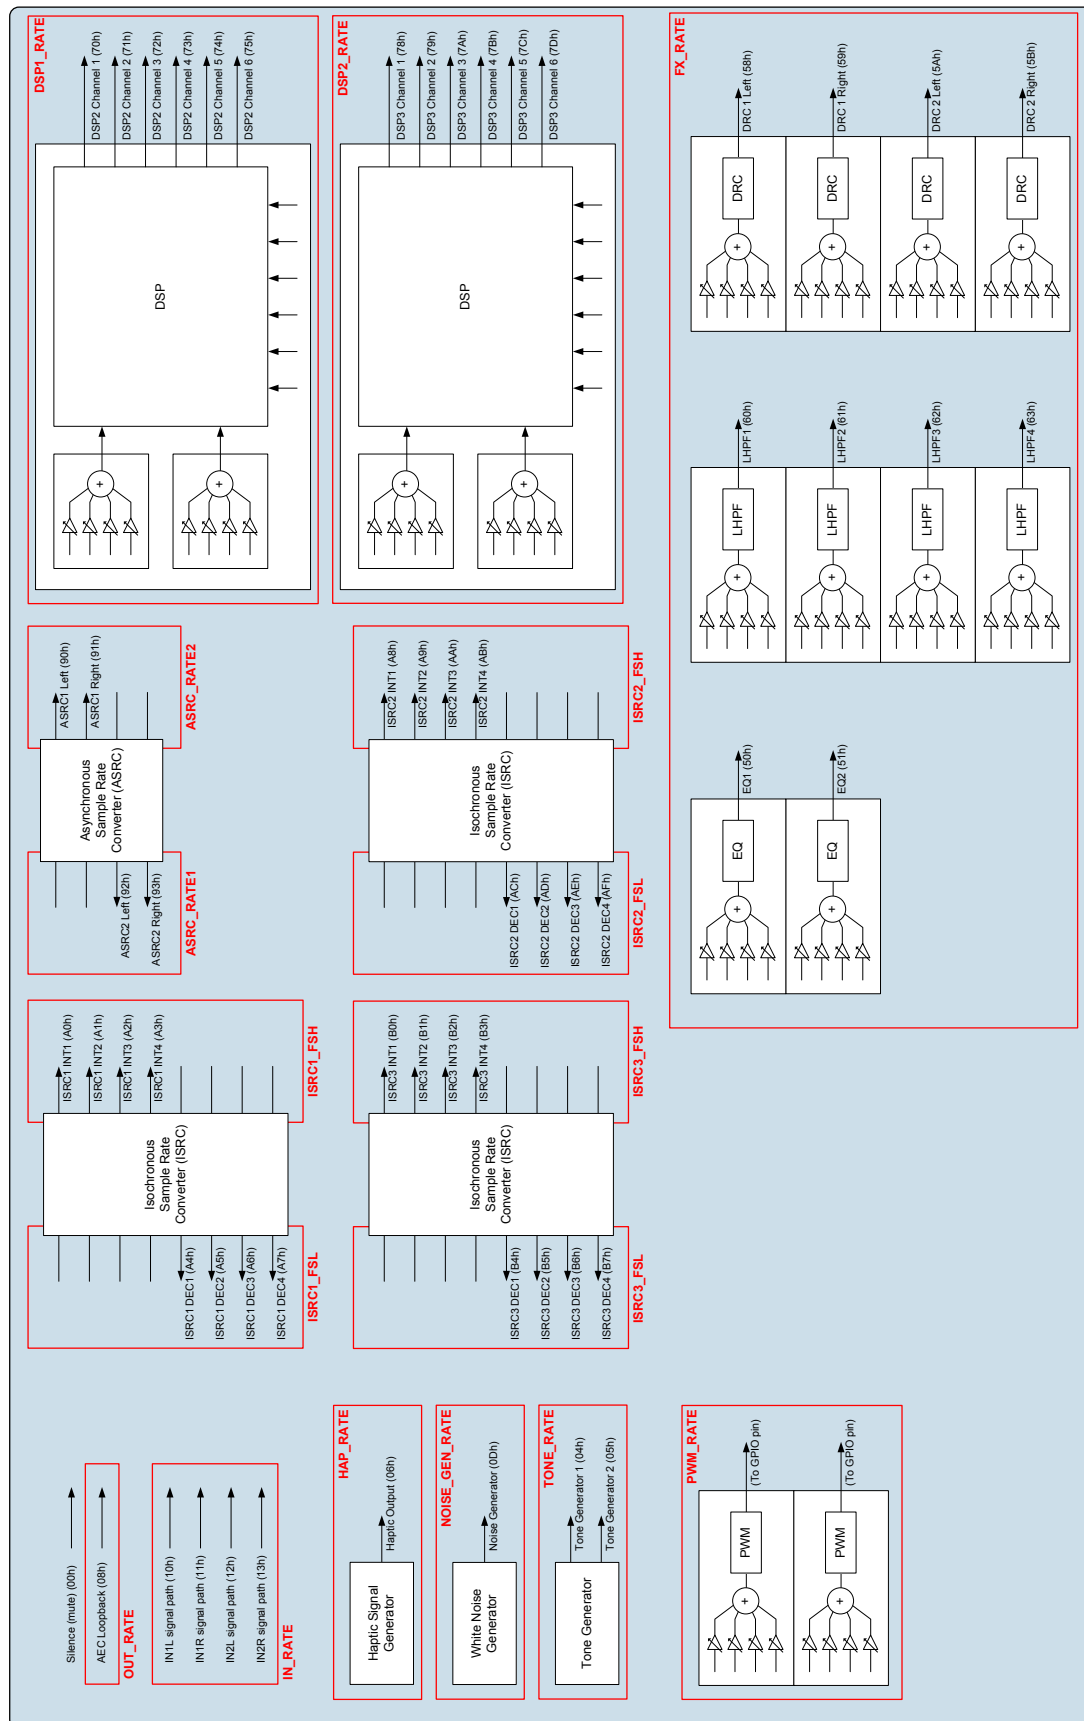 Silence (mute) (00h)
AEC Loopback (08h)
OUT_RATE
IN1L signal path (10h)
IN1R signal path (11h)
IN2L signal path (12h)
IN2R signal path (13h)
IN_RATE
HAP_RATE
Haptic Signal
Generator
Haptic Output (06h)
NOISE_GEN_RATE
White Noise
Generator
Noise Generator (0Dh)
TONE_RATE
Tone Generator
Tone Generator 1 (04h)
Tone Generator 2 (05h)
PWM_RATE
+
PWM
(To GPIO pin)
+
PWM
(To GPIO pin)
ISRC1 INT1 (A0h)
ISRC1 INT2 (A1h)
ISRC1 INT3 (A2h)
ISRC1 INT4 (A3h)
Isochronous
Sample Rate
Converter (ISRC)
ISRC1 DEC1 (A4h)
ISRC1 DEC2 (A5h)
ISRC1 DEC3 (A6h)
ISRC1 DEC4 (A7h)
ISRC1_FSL
ISRC1_FSH
ISRC3 INT1 (B0h)
ISRC3 INT2 (B1h)
ISRC3 INT3 (B2h)
ISRC3 INT4 (B3h)
Isochronous
Sample Rate
Converter (ISRC)
ISRC3 DEC1 (B4h)
ISRC3 DEC2 (B5h)
ISRC3 DEC3 (B6h)
ISRC3 DEC4 (B7h)
ISRC3_FSL
ISRC3_FSH
ASRC1 Left (90h)
ASRC1 Right (91h)
Asynchronous
Sample Rate
Converter (ASRC)
ASRC2 Left (92h)
ASRC2 Right (93h)
ASRC_RATE1
ASRC_RATE2
ISRC2 INT1 (A8h)
ISRC2 INT2 (A9h)
ISRC2 INT3 (AAh)
ISRC2 INT4 (ABh)
Isochronous
Sample Rate
Converter (ISRC)
ISRC2 DEC1 (ACh)
ISRC2 DEC2 (ADh)
ISRC2 DEC3 (AEh)
ISRC2 DEC4 (AFh)
ISRC2_FSL
ISRC2_FSH
DSP1_RATE
+
+
DSP
DSP2 Channel 1 (70h)
DSP2 Channel 2 (71h)
DSP2 Channel 3 (72h)
DSP2 Channel 4 (73h)
DSP2 Channel 5 (74h)
DSP2 Channel 6 (75h)
DSP2_RATE
+
+
DSP
DSP3 Channel 1 (78h)
DSP3 Channel 2 (79h)
DSP3 Channel 3 (7Ah)
DSP3 Channel 4 (7Bh)
DSP3 Channel 5 (7Ch)
DSP3 Channel 6 (7Dh)
FX_RATE
+
EQ
EQ1 (50h)
+
EQ
EQ2 (51h)
+
LHPF
LHPF1 (60h)
+
LHPF
LHPF2 (61h)
+
LHPF
LHPF3 (62h)
+
LHPF
LHPF4 (63h)
+
DRC
DRC 1 Left (58h)
+
DRC
DRC 1 Right (59h)
+
DRC
DRC 2 Left (5Ah)
+
DRC
DRC 2 Right (5Bh)